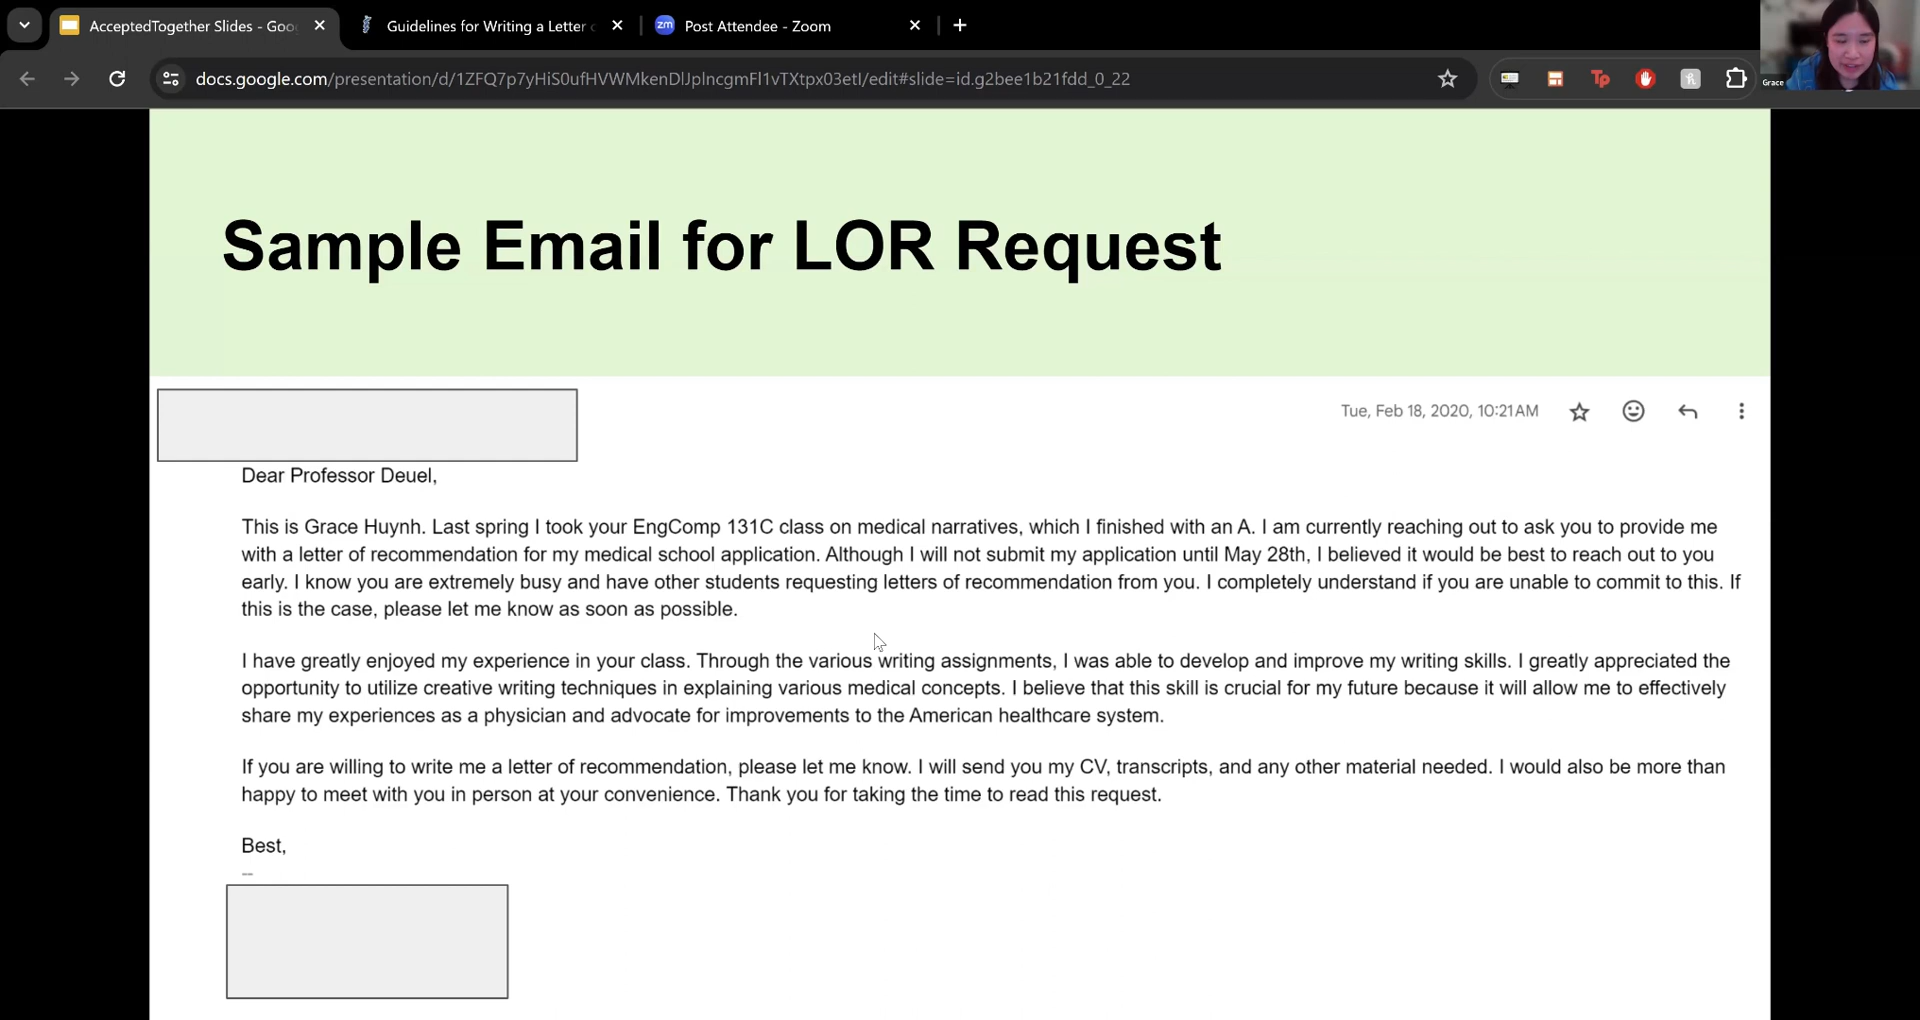 AcceptedTogether Slides - Goo
Guidelines for Writing a Letter
Post Attendee - Zoom
docs.google.com/presentation/d/1ZFQ7p7yHiS0ufHVWMkenDlJpIncgmFl1vTXtpx03etI/edit#slide=id.g2bee1b21fdd_0_22
Grace
Sample Email for LOR Request
Tue, Feb 18, 2020, 10:21 AM
Dear Professor Deuel,
This is Grace Huynh. Last spring I took your EngComp 131C class on medical narratives, which I finished with an A. I am currently reaching out to ask you to provide me
with a letter of recommendation for my medical school application. Although I will not submit my application until May 28th, I believed it would be best to reach out to you
early. I know you are extremely busy and have other students requesting letters of recommendation from you. I completely understand if you are unable to commit to this. If
this is the case, please let me know as soon as possible.
I have greatly enjoyed my experience in your class. Through the various writing assignments, I was able to develop and improve my writing skills. I greatly appreciated the
opportunity to utilize creative writing techniques in explaining various medical concepts. I believe that this skill is crucial for my future because it will allow me to effectively
share my experiences as a physician and advocate for improvements to the American healthcare system.
If you are willing to write me a letter of recommendation, please let me know. I will send you my CV, transcripts, and any other material needed. I would also be more than
happy to meet with you in person at your convenience. Thank you for taking the time to read this request.
Best,
--